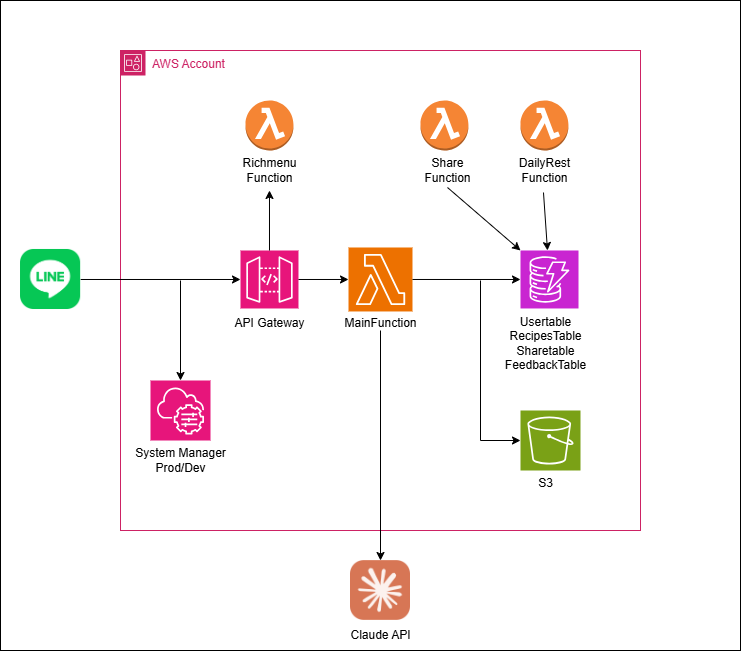 AWS Account
Richmenu
Function
Share
Function
DailyRest
Function
LINE
</>
API Gateway
MainFunction
Usertable
RecipesTable
Sharetable
FeedbackTable
System Manager
Prod/Dev
S3
Claude API